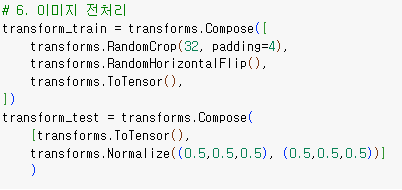 # 6. 이미지 전처리
transform_train = transforms.Compose([
    transforms.RandomCrop(32, padding=4),
    transforms.RandomHorizontalFlip(),
    transforms.ToTensor(),
])
transform_test = transforms.Compose(
    [transforms.ToTensor(),
    transforms.Normalize((0.5,0.5,0.5), (0.5,0.5,0.5))]
    )